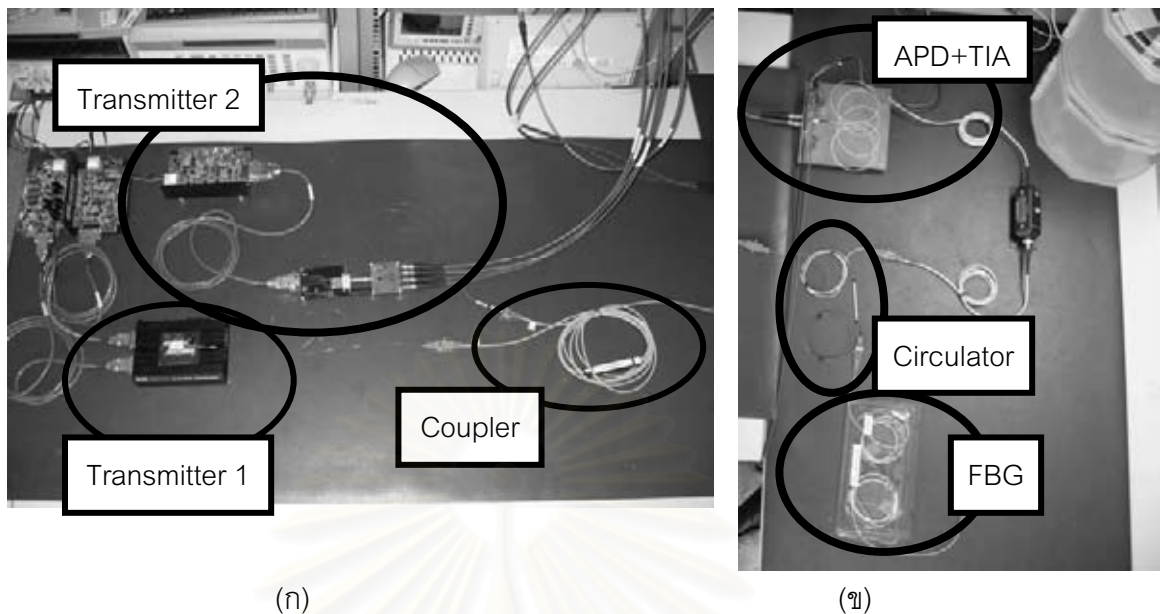 Transmitter 2
Transmitter 1
Coupler
(ก)
APD+TIA
Circulator
FBG
(ข)